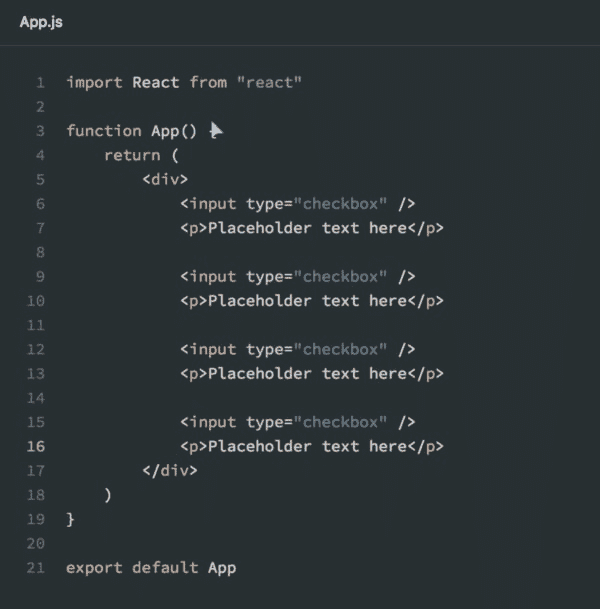 App.js
1 import React from "react"
2
3 function App() {
4     return (
5         <div>
6             <input type="checkbox" />
7             <p>Placeholder text here</p>
8
9             <input type="checkbox" />
10             <p>Placeholder text here</p>
11
12             <input type="checkbox" />
13             <p>Placeholder text here</p>
14
15             <input type="checkbox" />
16             <p>Placeholder text here</p>
17         </div>
18     )
19 }
20
21 export default App